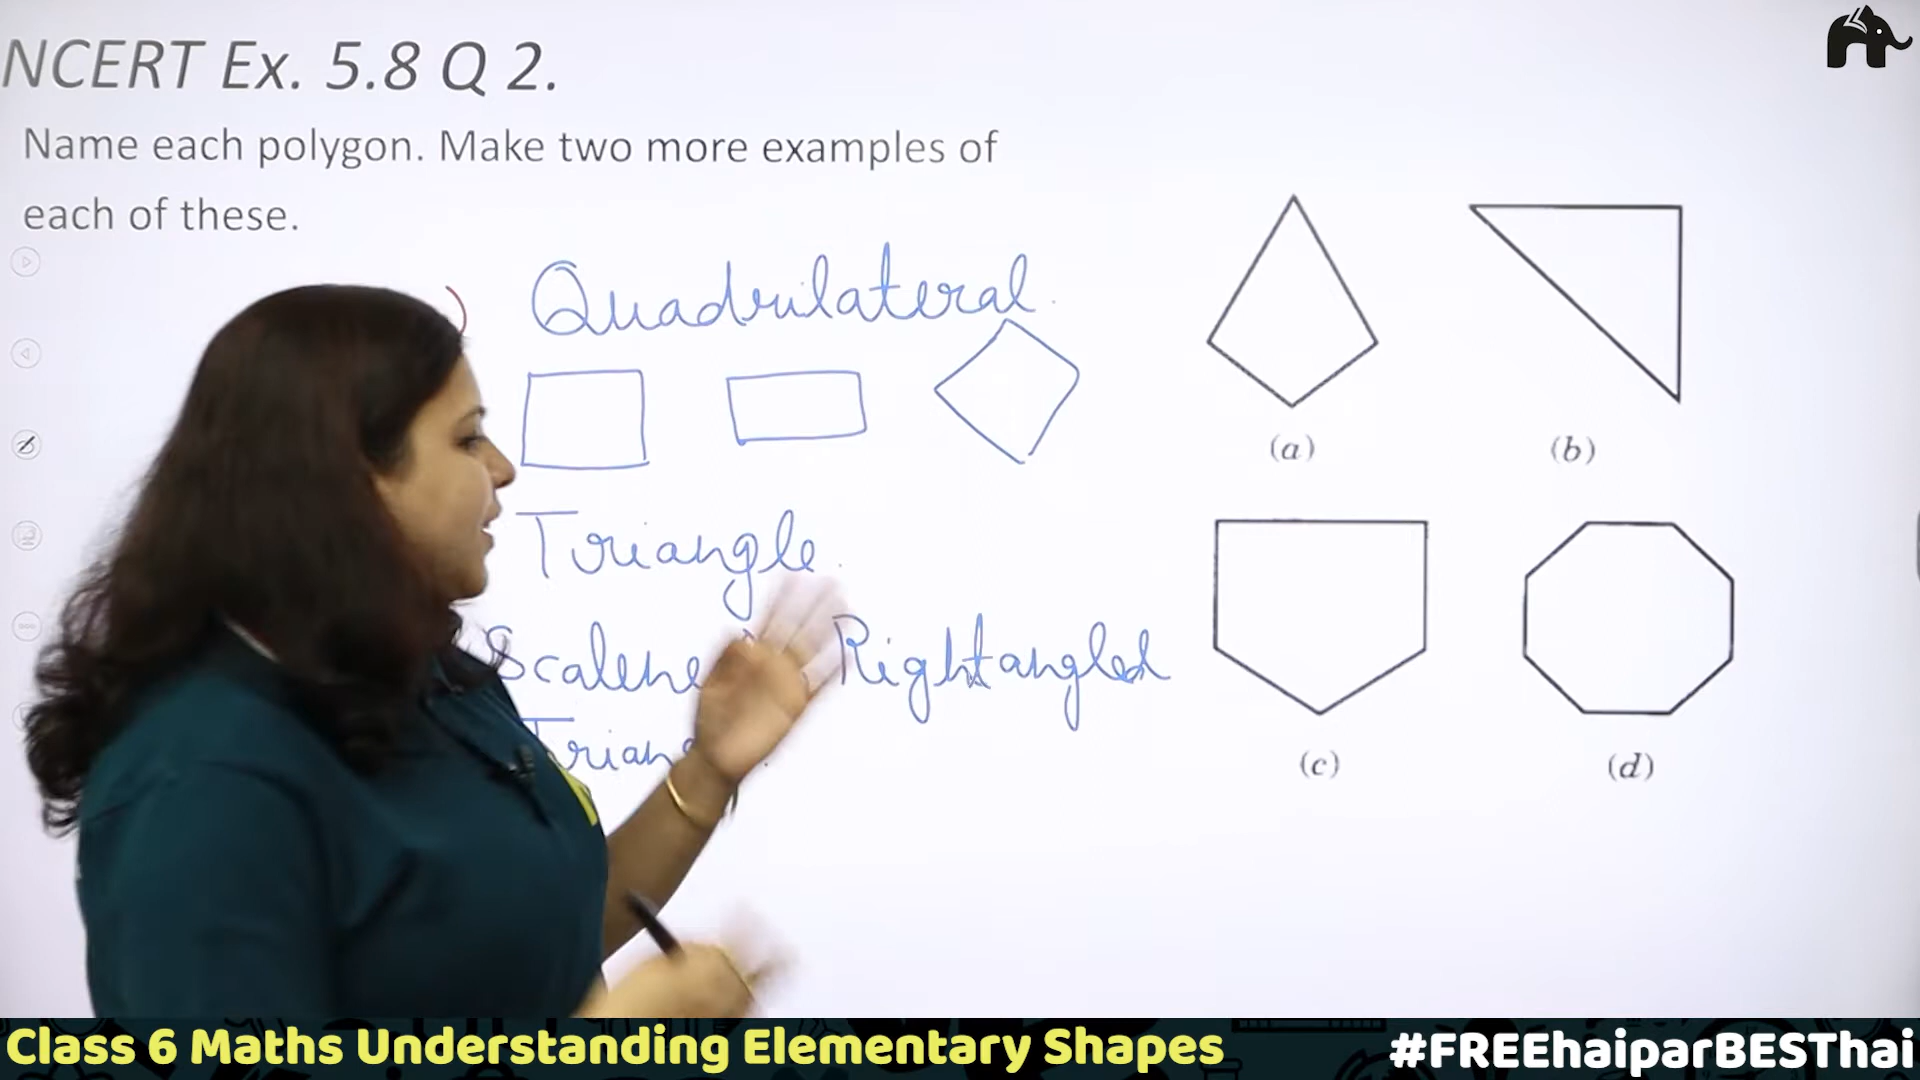 NCERT Ex. 5.8 Q 2.
Name each polygon. Make two more examples of
each of these.
Quadrilateral
(a)
(b)
Triangle
Scalene
Rightangled
(c)
(d)
Class 6 Maths Understanding Elementary Shapes
#FREEhaiparBESThai